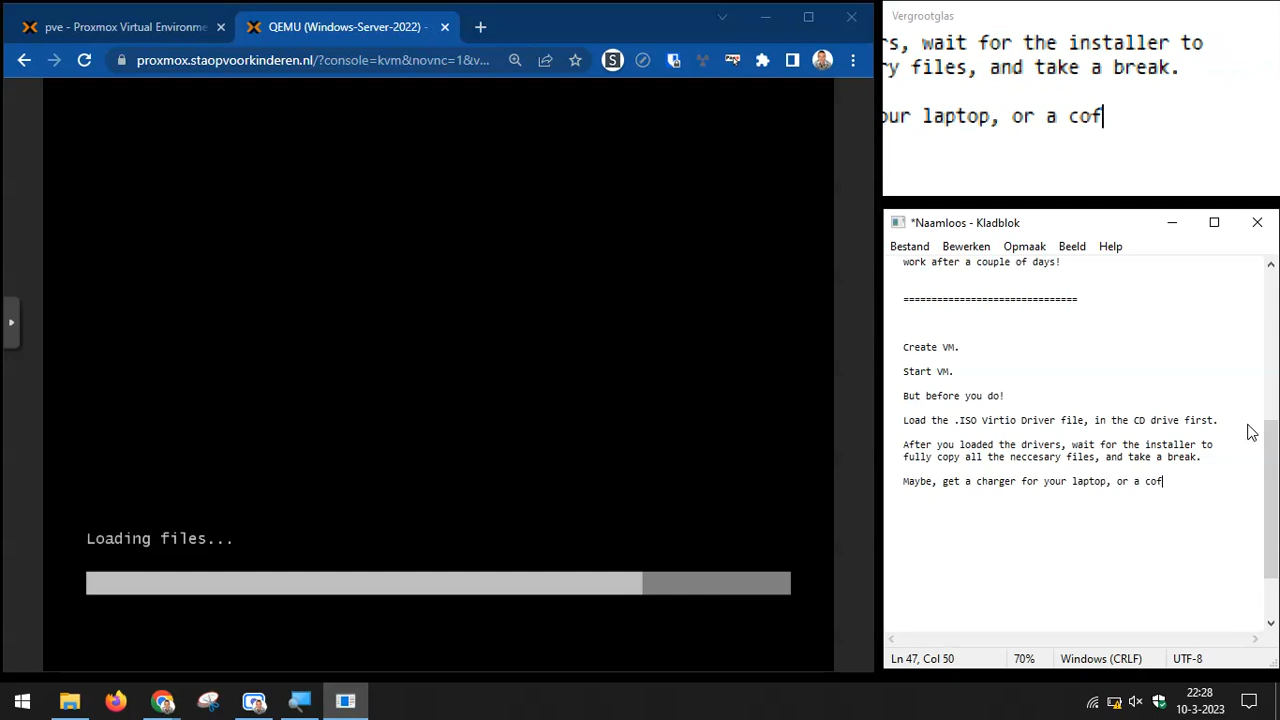 pve - Proxmox Virtual Environme
QEMU (Windows-Server-2022) -
proxmox.staopvoorkinderen.nl/?console=kvm&novnc=1&v...
Loading files...
Vergrootglas
rs, wait for the installer to
ry files, and take a break.
our laptop, or a cof
*Naamloos - Kladblok
Bestand Bewerken Opmaak Beeld Help
work after a couple of days!
===============================
Create VM.
Start VM.
But before you do!
Load the .ISO Virtio Driver file, in the CD drive first.
After you loaded the drivers, wait for the installer to
fully copy all the neccesary files, and take a break.
Maybe, get a charger for your laptop, or a cof
Ln 47, Col 50 70% Windows (CRLF) UTF-8
22:28
10-3-2023